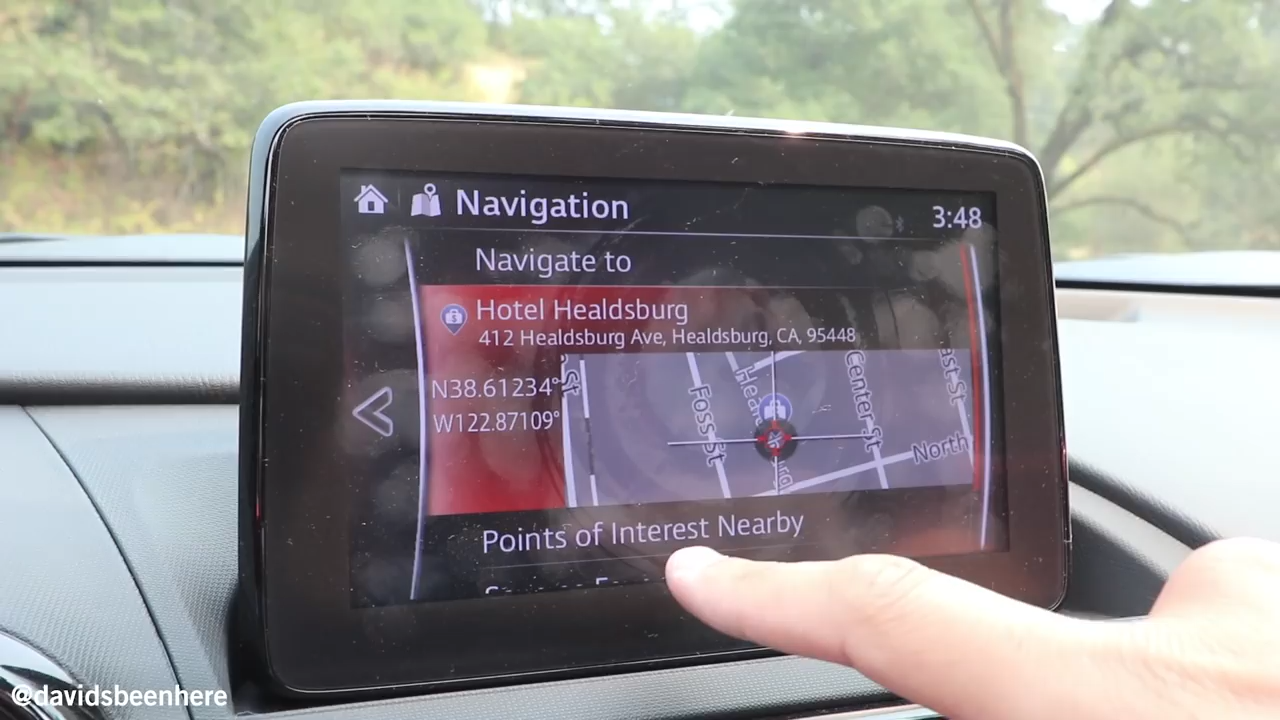 Navigation
3:48
Navigate to
Hotel Healdsburg
412 Healdsburg Ave, Healdsburg, CA, 95448
N38.61234°
W122.87109°
Foss St
Center St
North
Points of Interest Nearby
@davidsbeenhere